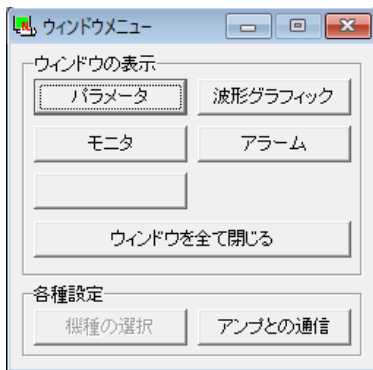 ウィンドウメニュー
ウィンドウの表示
パラメータ 波形グラフィック
モニタ アラーム
ウィンドウを全て閉じる
各種設定
機種の選択 アンプとの通信